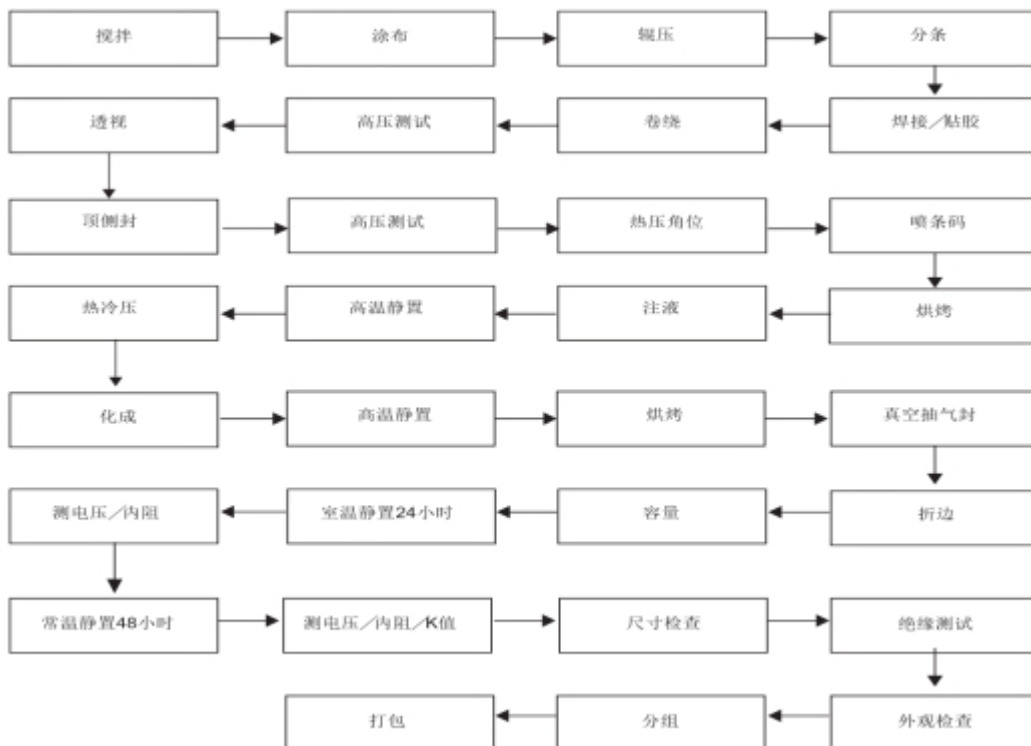 搅拌
涂布
辊压
分条
焊接／贴胶
卷绕
高压测试
透视
顶侧封
高压测试
热压角位
喷条码
烘烤
注液
高温静置
热冷压
化成
高温静置
烘烤
真空抽气封
折边
容量
室温静置24小时
测电压／内阻
常温静置48小时
测电压／内阻／K值
尺寸检查
绝缘测试
外观检查
分组
打包